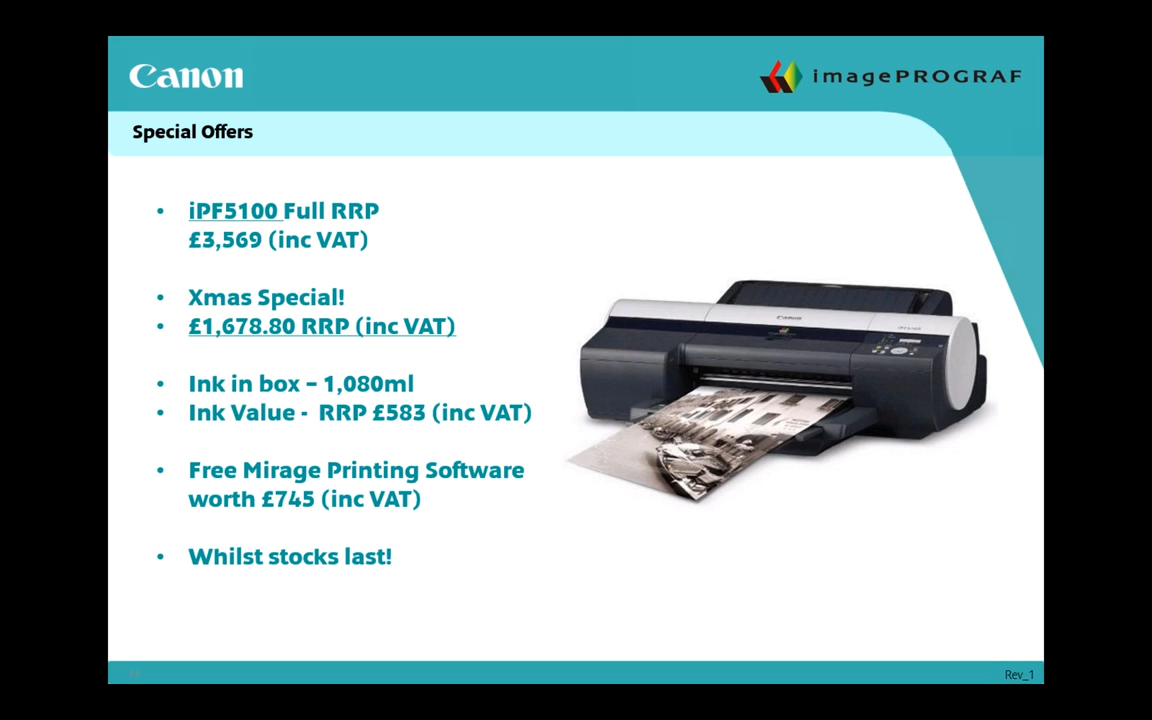 Canon
imagePROGRAF
Special Offers
• iPF5100 Full RRP
£3,569 (inc VAT)
• Xmas Special!
• £1,678.80 RRP (inc VAT)
• Ink in box – 1,080ml
• Ink Value - RRP £583 (inc VAT)
• Free Mirage Printing Software
worth £745 (inc VAT)
• Whilst stocks last!
Canon
Rev_1